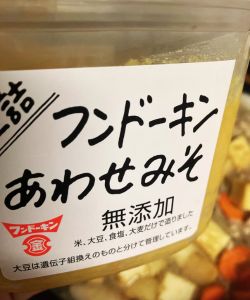 詰
フンドーキン
あわせみそ
無添加
フンドーキン
米、大豆、食塩、大麦だけで造りました
大豆は遺伝子組換えのものと分けて管理しています。